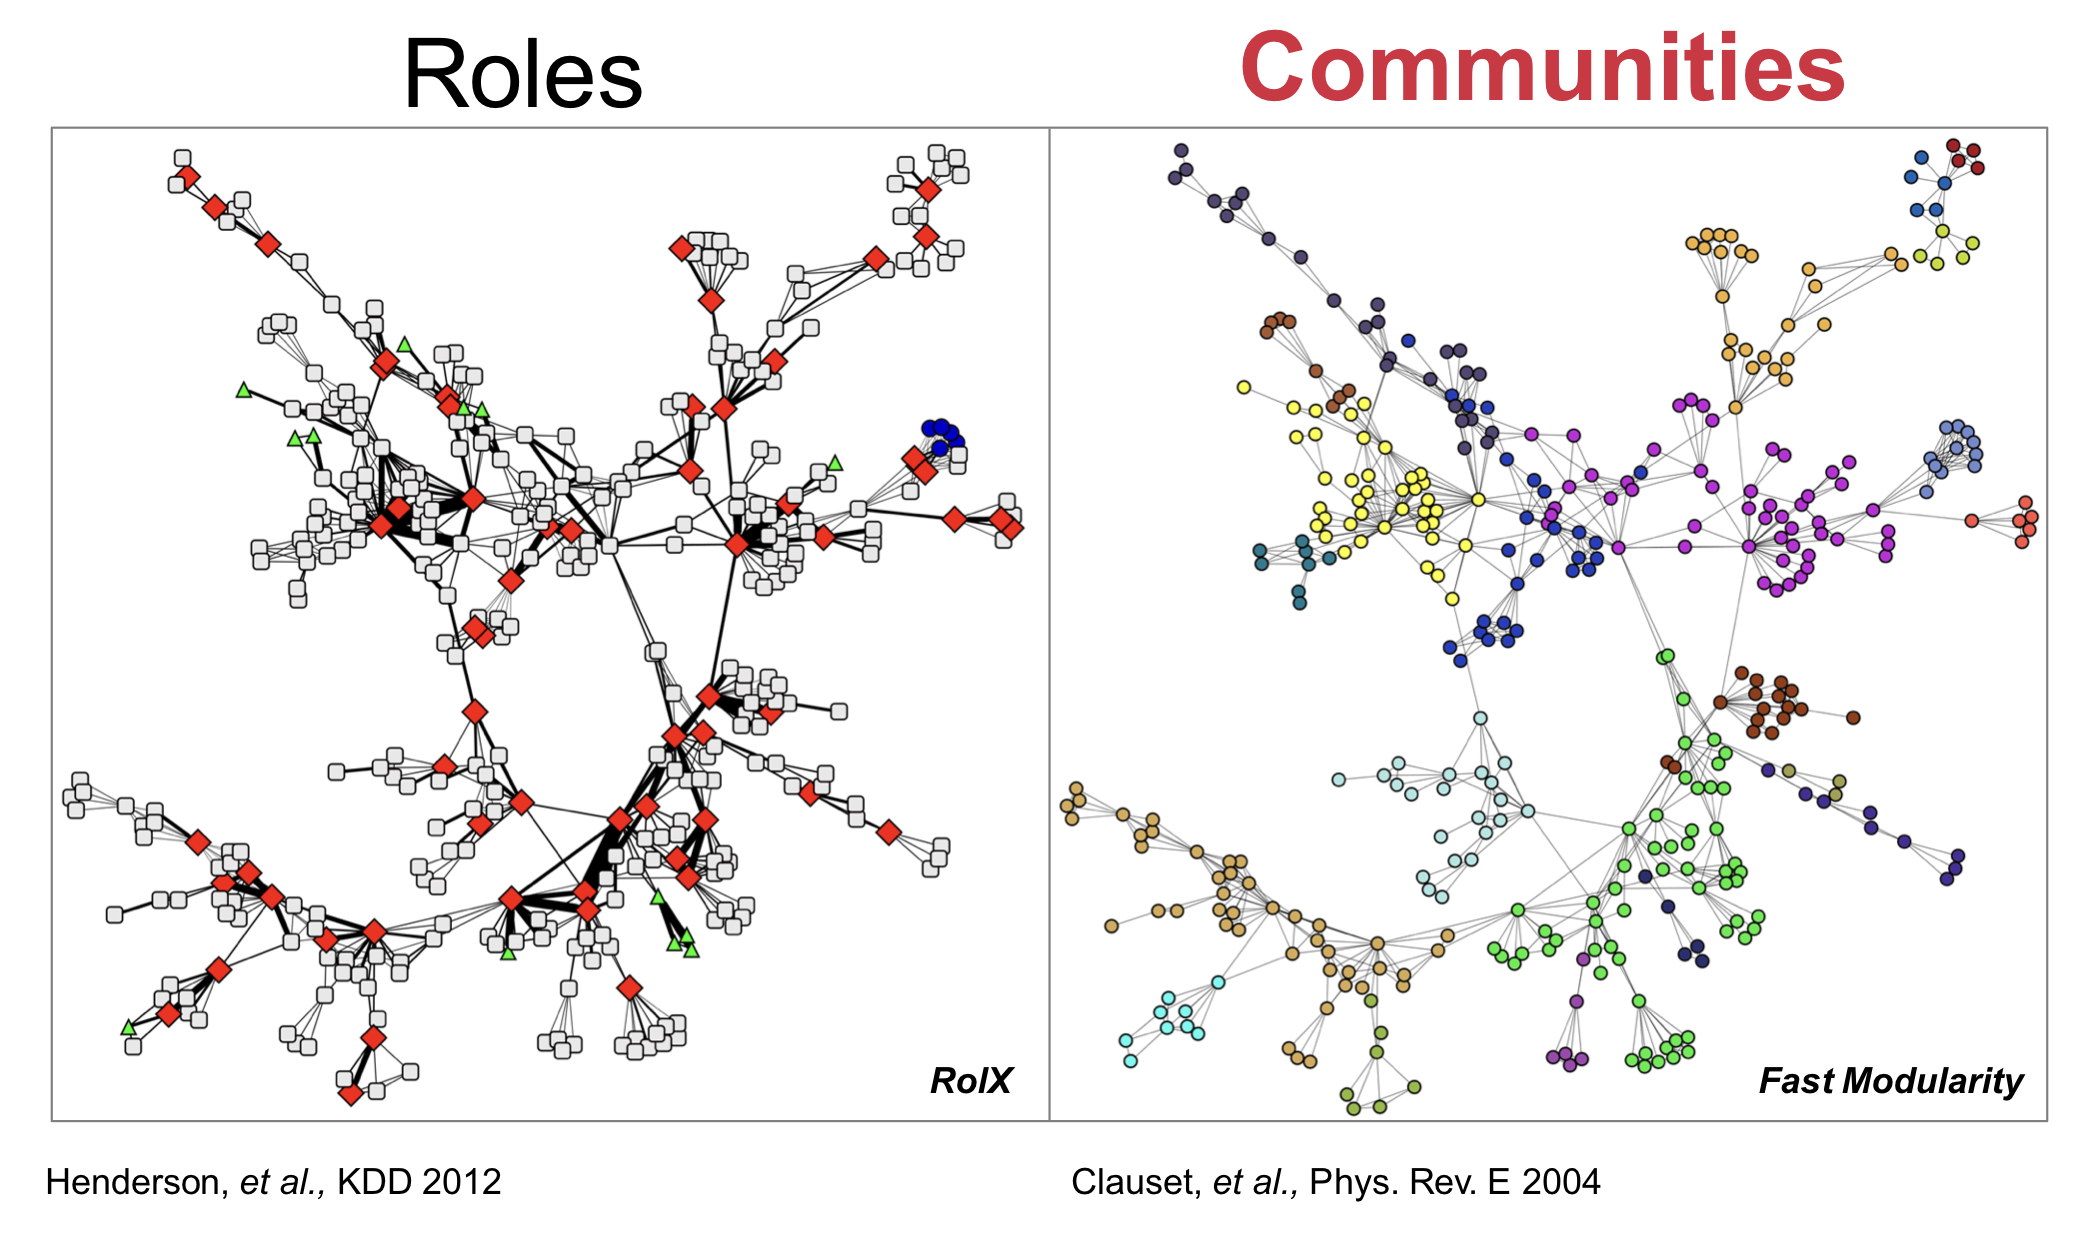 Roles
Communities
RolX
Fast Modularity
Henderson, et al., KDD 2012
Clauset, et al., Phys. Rev. E 2004